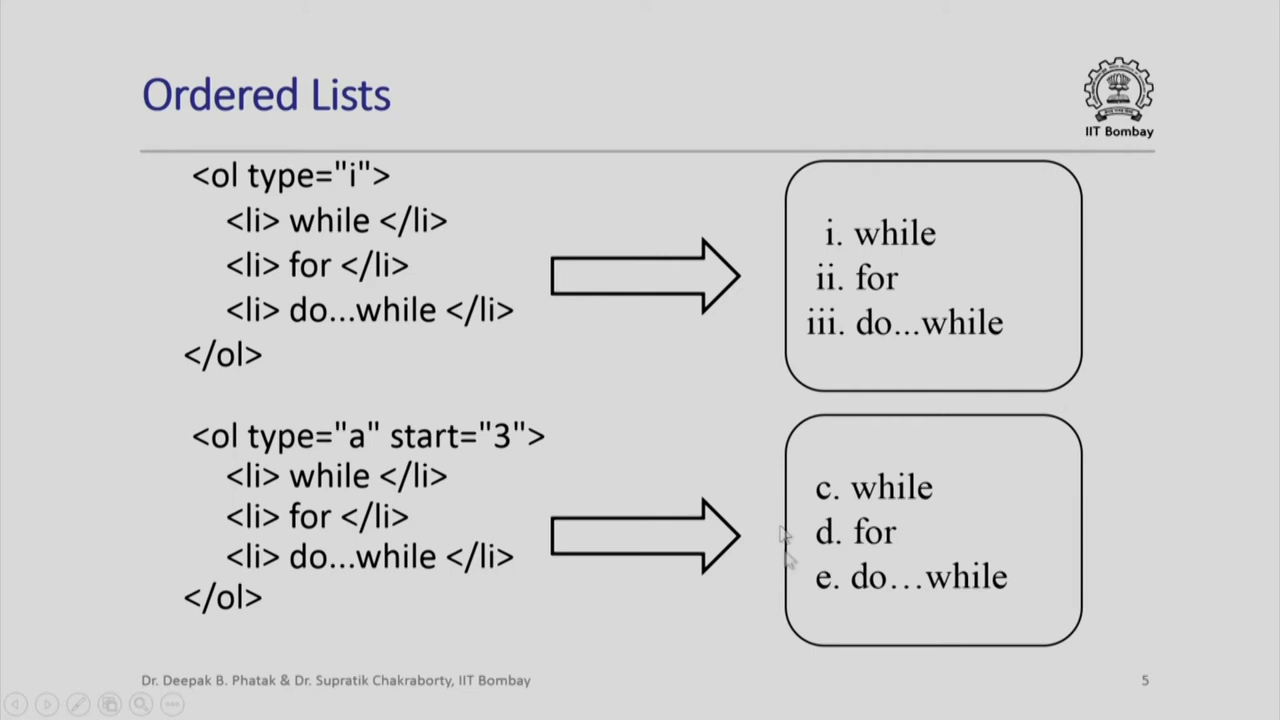 Ordered Lists
IIT Bombay
<ol type="i">
<li> while </li>
<li> for </li>
<li> do...while </li>
</ol>
i. while
ii. for
iii. do...while
<ol type="a" start="3">
<li> while </li>
<li> for </li>
<li> do...while </li>
</ol>
c. while
d. for
e. do…while
Dr. Deepak B. Phatak & Dr. Supratik Chakraborty, IIT Bombay
5